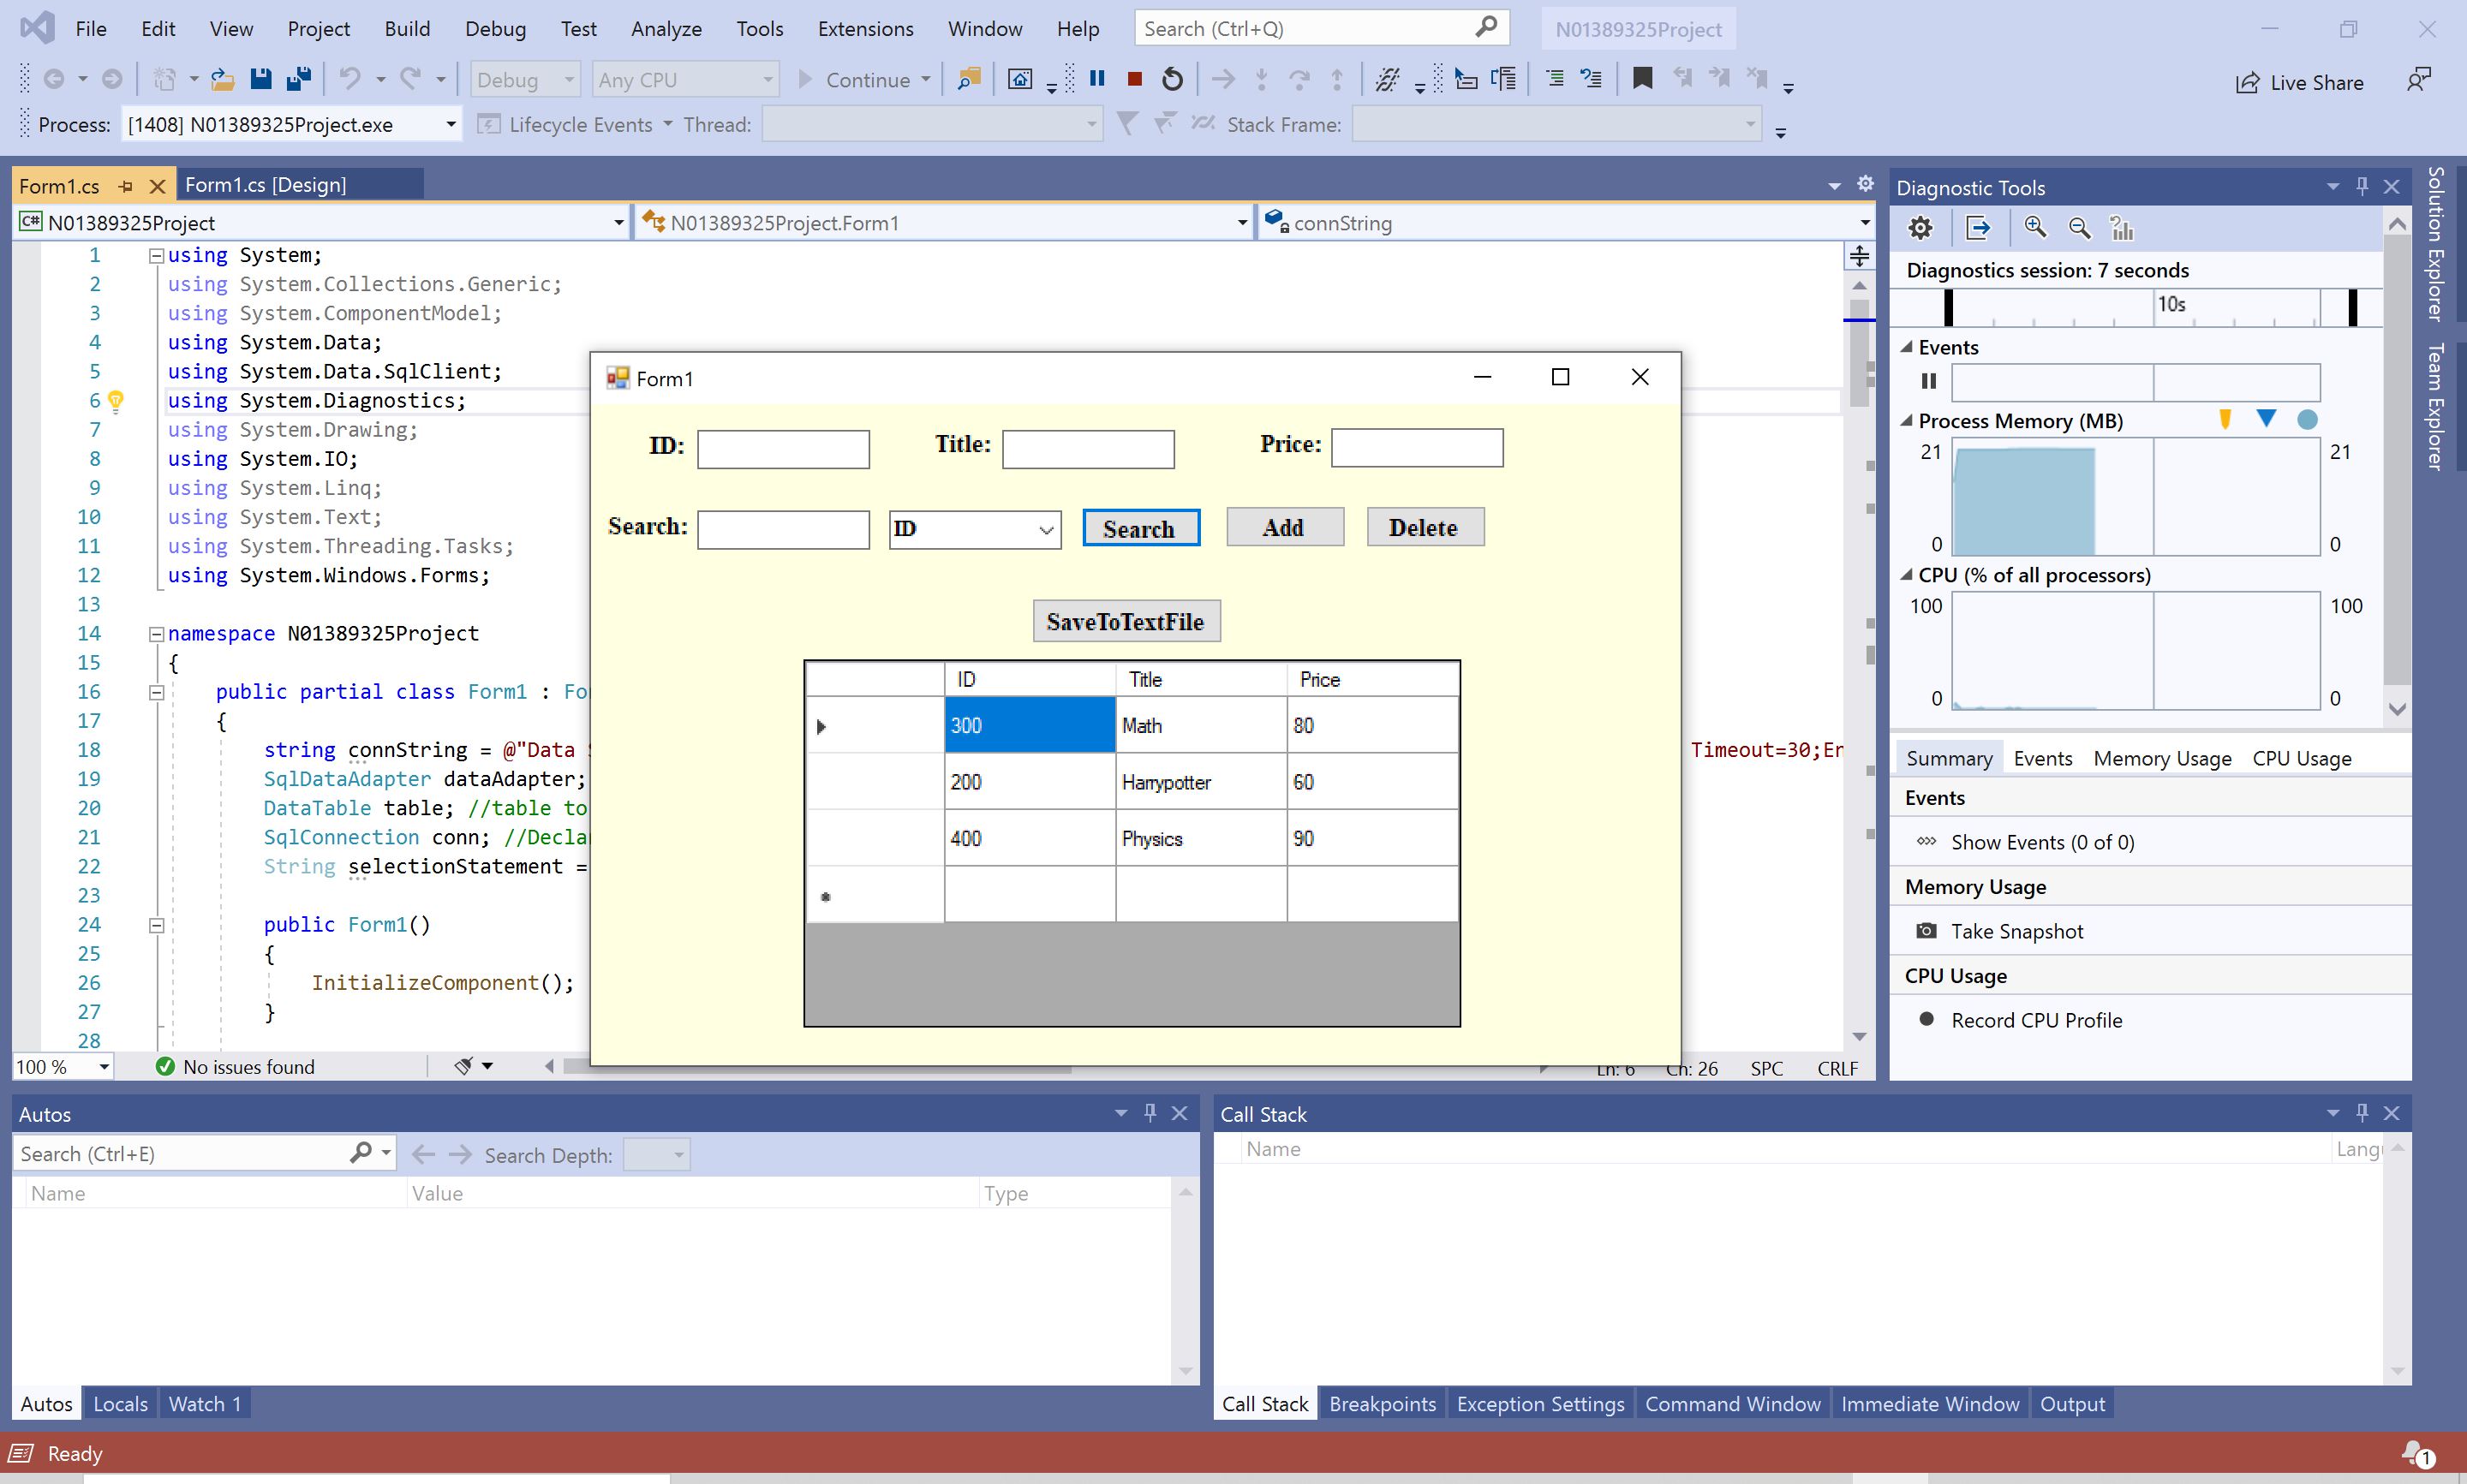 File Edit View Project Build Debug Test Analyze Tools Extensions Window Help Search (Ctrl+Q) N01389325Project
Debug Any CPU Continue Live Share
Process: [1408] N01389325Project.exe Lifecycle Events Thread: Stack Frame:
Form1.cs Form1.cs [Design]
C# N01389325Project N01389325Project.Form1 connString
1 using System;
2 using System.Collections.Generic;
3 using System.ComponentModel;
4 using System.Data;
5 using System.Data.SqlClient;
6 using System.Diagnostics;
7 using System.Drawing;
8 using System.IO;
9 using System.Linq;
10 using System.Text;
11 using System.Threading.Tasks;
12 using System.Windows.Forms;
13
14 namespace N01389325Project
15 {
16 public partial class Form1 :
17 {
18 string connString = @"Data Timeout=30;
19 SqlDataAdapter dataAdapter;
20 DataTable table; //table to
21 SqlConnection conn;
22 String selectionStatement =
23
24 public Form1()
25 {
26 InitializeComponent();
27 }
28
100 % No issues found Ln: 6 Ch: 26 SPC CRLF
Form1
ID: Title: Price:
Search: ID Search Add Delete
SaveToTextFile
ID Title Price
300 Math 80
200 Harrypotter 60
400 Physics 90
Diagnostic Tools
Diagnostics session: 7 seconds
10s
Events
Process Memory (MB)
21 21
0 0
CPU (% of all processors)
100 100
0 0
Summary Events Memory Usage CPU Usage
Events
Show Events (0 of 0)
Memory Usage
Take Snapshot
CPU Usage
Record CPU Profile
Solution Explorer
Team Explorer
Autos
Search (Ctrl+E) Search Depth:
Name Value Type
Autos Locals Watch 1
Call Stack
Name
Call Stack Breakpoints Exception Settings Command Window Immediate Window Output
Ready 1